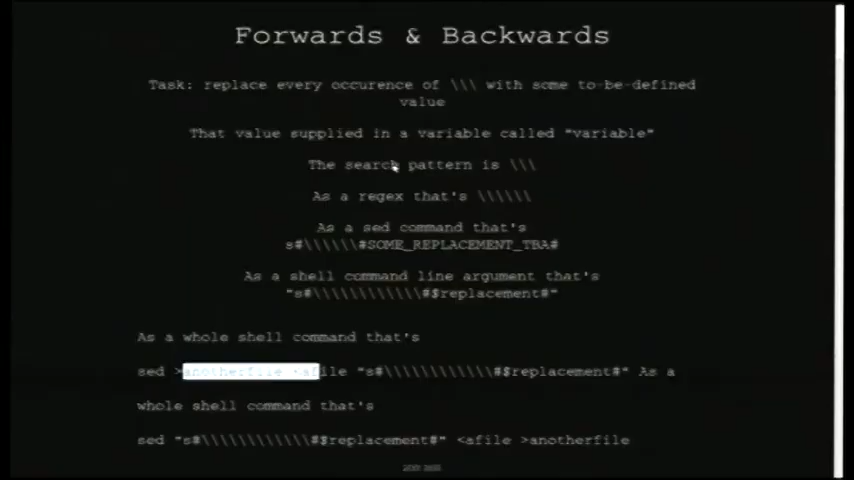 Forwards & Backwards
Task: replace every occurence of \\\ with some to-be-defined
value
That value supplied in a variable called "variable"
The search pattern is \\\
As a regex that's \\\\\\
As a sed command that's
s#\\\\\\#SOME_REPLACEMENT_TBA#
As a shell command line argument that's
"s#\\\\\\\\\\\\#$replacement#"
As a whole shell command that's
sed >anotherfile <afile "s#\\\\\\\\\\\\#$replacement#" As a
whole shell command that's
sed "s#\\\\\\\\\\\\#$replacement#" <afile >anotherfile